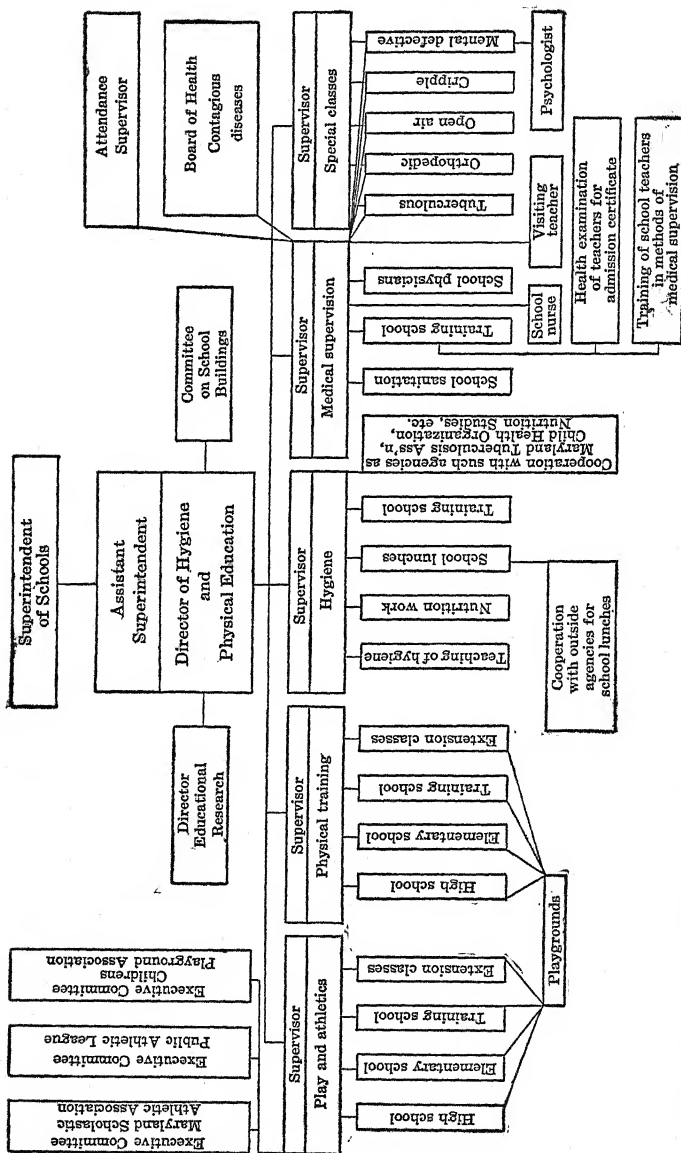 Superintendent
of Schools
Assistant
Superintendent
Director of Hygiene
and
Physical Education
Director
Educational
Research
Committee
on School
Buildings
Attendance
Supervisor
Board of Health
Contagious
diseases
Executive Committee
Maryland Scholastic
Athletic Association
Executive Committee
Public Athletic League
Executive Committee
Childrens
Playground Association
Supervisor
Play and athletics
High school
Elementary school
Training school
Extension classes
Supervisor
Physical training
High school
Elementary school
Training school
Extension classes
Playgrounds
Supervisor
Hygiene
Teaching of hygiene
Nutrition work
School lunches
Training school
Cooperation
with outside
agencies for
school lunches
Cooperation with such agencies as
Maryland Tuberculosis Ass'n,
Child Health Organization,
Nutrition Studies, etc.
Supervisor
Medical supervision
School sanitation
Training school
School physicians
School
nurse
Visiting
teacher
Health examination
of teachers for
admission certificate
Training of school teachers
in methods of
medical supervision
Supervisor
Special classes
Tuberculous
Orthopedic
Open air
Cripple
Mental defective
Psychologist